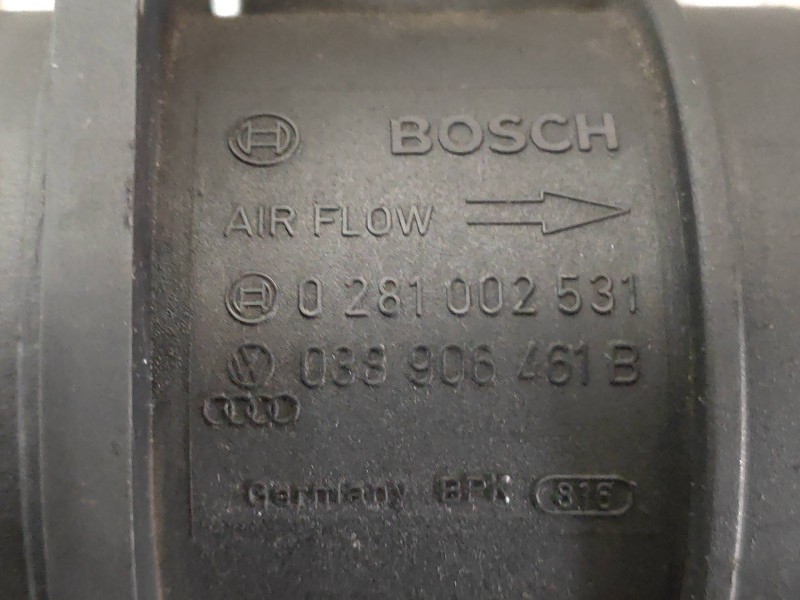 BOSCH
AIR FLOW
0 281 002 531
038 906 461 B
Germany BPK 816